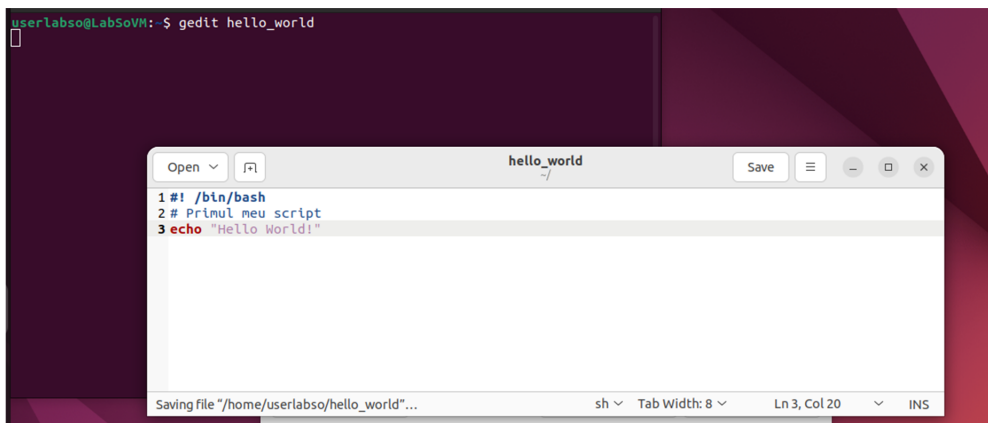 userlabso@LabSoVM:~$ gedit hello_world
Open
hello_world
~/
Save
1 #! /bin/bash
2 # Primul meu script
3 echo "Hello World!"
Saving file "/home/userlabso/hello_world"...
sh Tab Width: 8 Ln 3, Col 20 INS